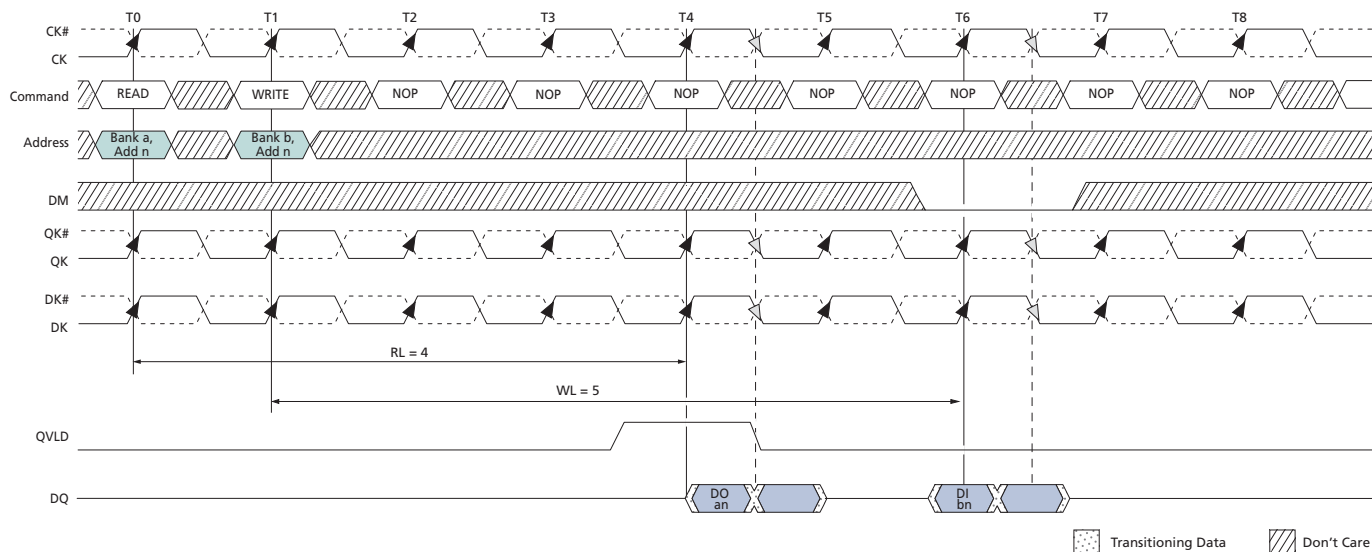 T0 T1 T2 T3 T4 T5 T6 T7 T8
CK#
CK
Command READ WRITE NOP NOP NOP NOP NOP NOP NOP
Address Bank a, Add n Bank b, Add n
DM
QK#
QK
DK#
DK
RL = 4
WL = 5
QVLD
DQ DO an DI bn
Transitioning Data Don't Care